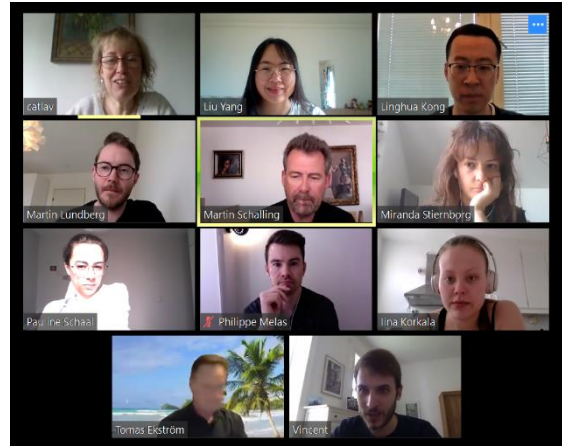 catlav
Liu Yang
Linghua Kong
Martin Lundberg
Martin Schalling
Miranda Stiernborg
Pauline Schaal
Philippe Melas
Iina Korkala
Tomas Ekström
Vincent